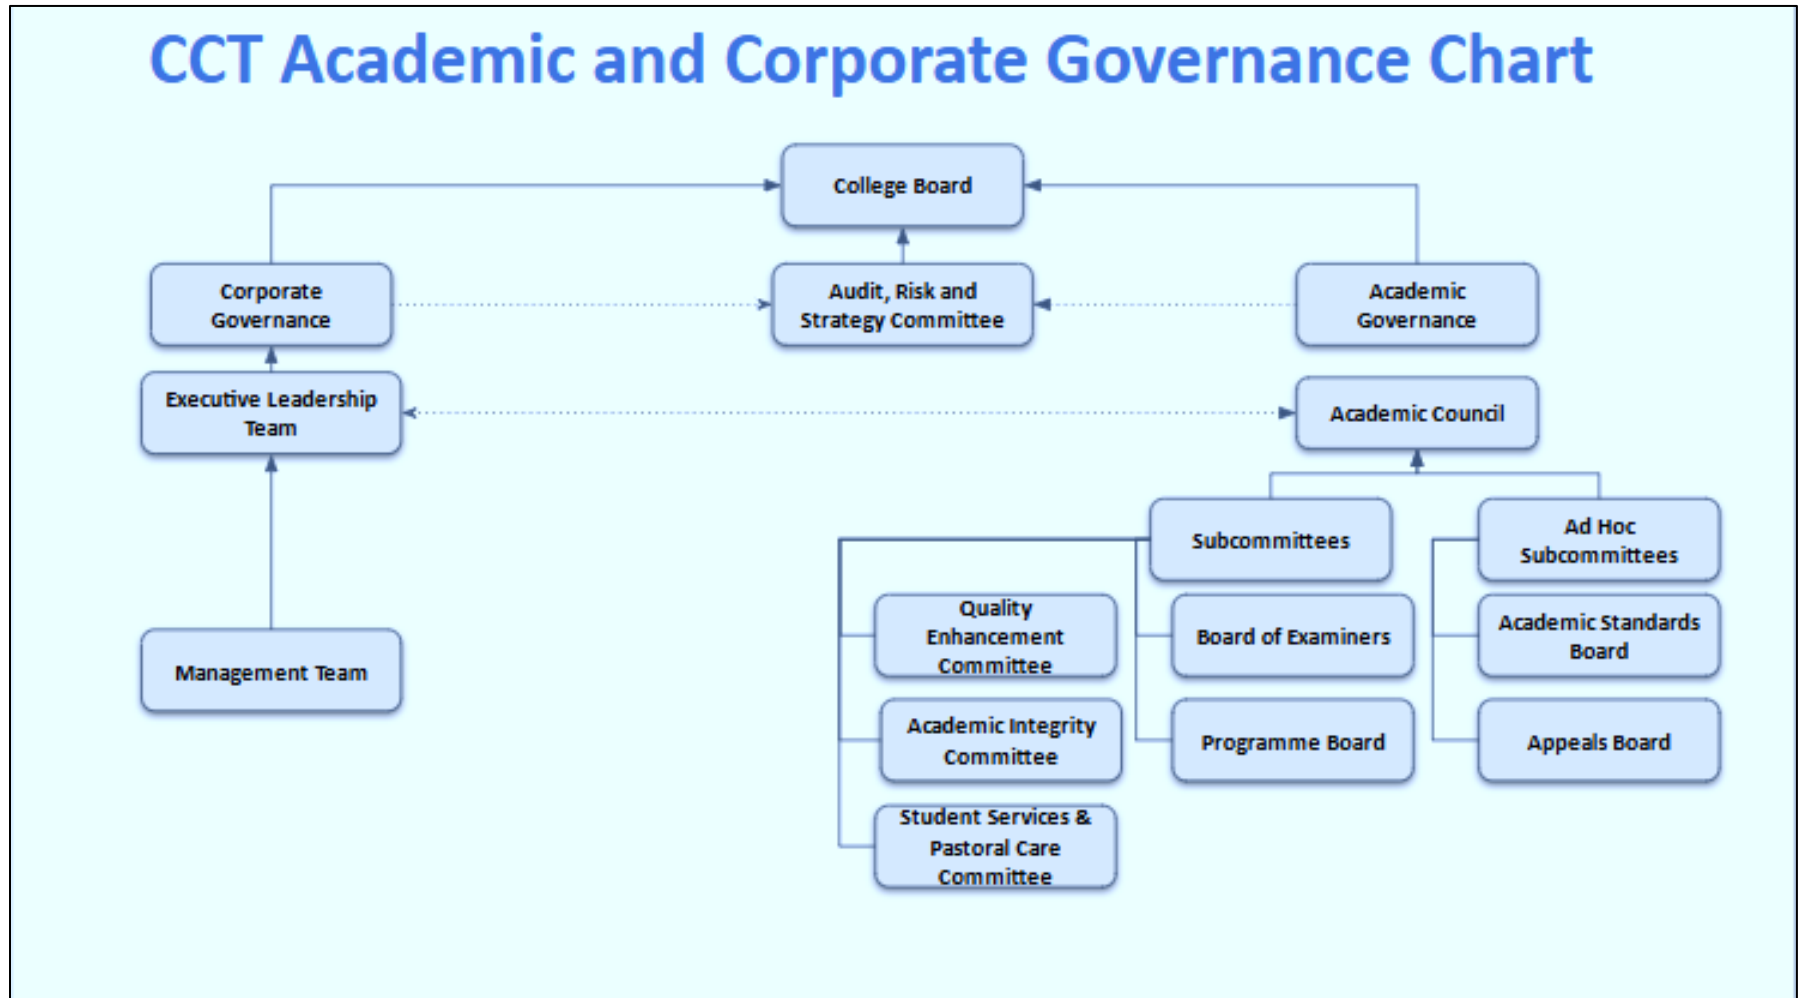 CCT Academic and Corporate Governance Chart
College Board
Corporate
Governance
Audit, Risk and
Strategy Committee
Academic
Governance
Executive Leadership
Team
Academic Council
Subcommittees
Ad Hoc
Subcommittees
Quality
Enhancement
Committee
Board of Examiners
Academic Standards
Board
Management Team
Academic Integrity
Committee
Programme Board
Appeals Board
Student Services &
Pastoral Care
Committee